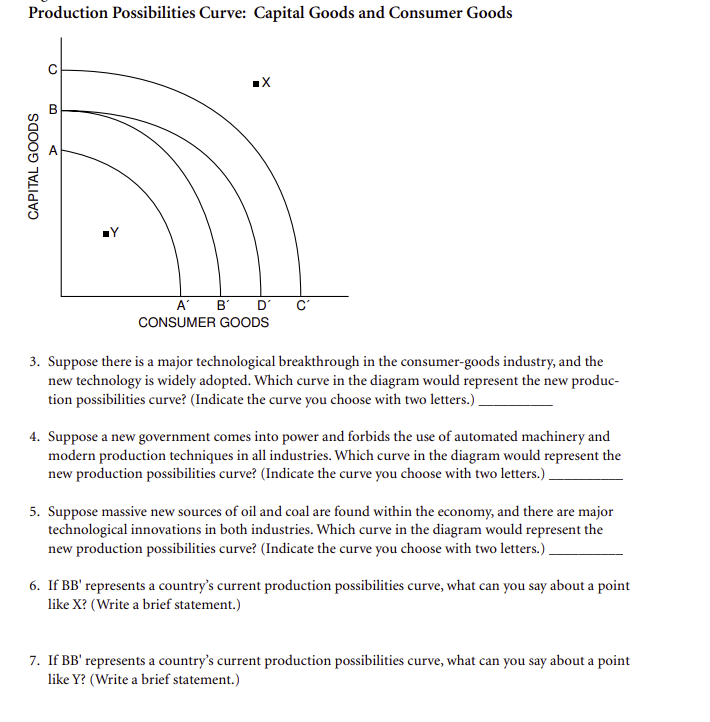 Production Possibilities Curve: Capital Goods and Consumer Goods
C
■X
B
A
CAPITAL GOODS
■Y
A´ B´ D´ C´
CONSUMER GOODS
3. Suppose there is a major technological breakthrough in the consumer-goods industry, and the
new technology is widely adopted. Which curve in the diagram would represent the new produc-
tion possibilities curve? (Indicate the curve you choose with two letters.) __________
4. Suppose a new government comes into power and forbids the use of automated machinery and
modern production techniques in all industries. Which curve in the diagram would represent the
new production possibilities curve? (Indicate the curve you choose with two letters.) __________
5. Suppose massive new sources of oil and coal are found within the economy, and there are major
technological innovations in both industries. Which curve in the diagram would represent the
new production possibilities curve? (Indicate the curve you choose with two letters.) __________
6. If BB' represents a country's current production possibilities curve, what can you say about a point
like X? (Write a brief statement.)
7. If BB' represents a country's current production possibilities curve, what can you say about a point
like Y? (Write a brief statement.)